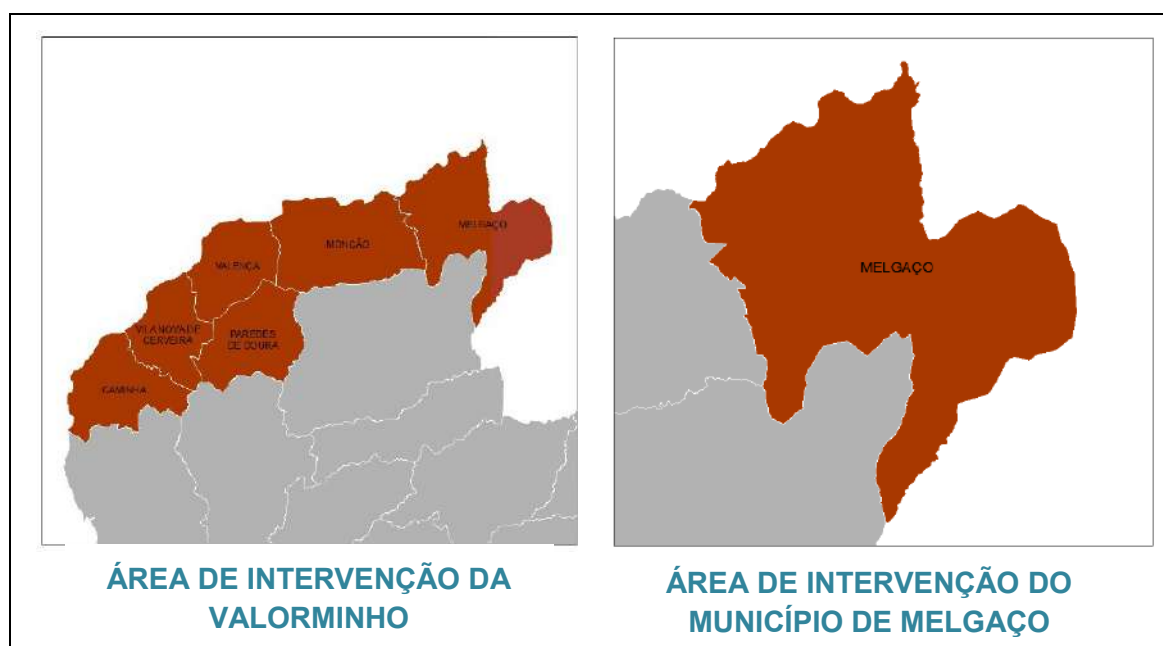 MELGAÇO
MONÇÃO
VALENÇA
VILA NOVA DE
CERVEIRA
PAREDES
DE COURA
CAMINHA
ÁREA DE INTERVENÇÃO DA
VALORMINHO
MELGAÇO
ÁREA DE INTERVENÇÃO DO
MUNICÍPIO DE MELGAÇO